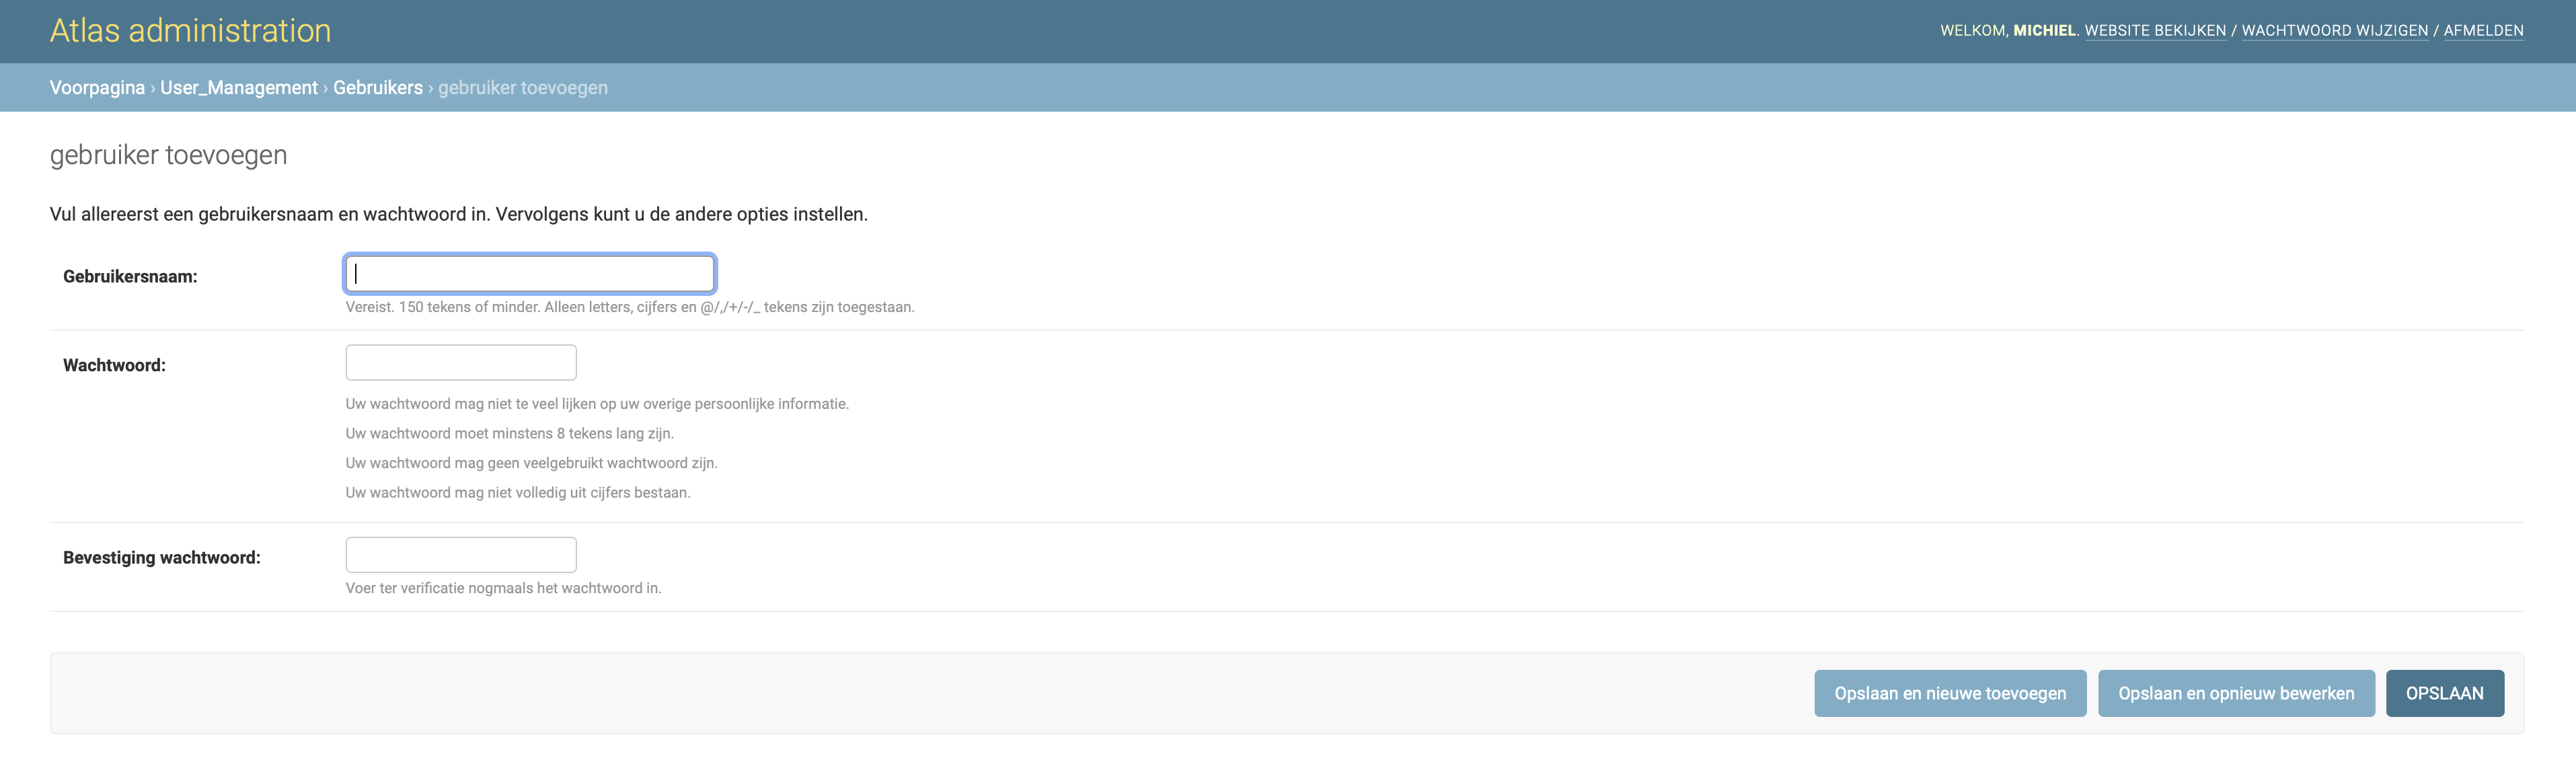 Atlas administration
WELKOM, MICHIEL. WEBSITE BEKIJKEN / WACHTWOORD WIJZIGEN / AFMELDEN
Voorpagina › User_Management › Gebruikers › gebruiker toevoegen
gebruiker toevoegen
Vul allereerst een gebruikersnaam en wachtwoord in. Vervolgens kunt u de andere opties instellen.
Gebruikersnaam:
Vereist. 150 tekens of minder. Alleen letters, cijfers en @/,/+/-/_ tekens zijn toegestaan.
Wachtwoord:
Uw wachtwoord mag niet te veel lijken op uw overige persoonlijke informatie.
Uw wachtwoord moet minstens 8 tekens lang zijn.
Uw wachtwoord mag geen veelgebruikt wachtwoord zijn.
Uw wachtwoord mag niet volledig uit cijfers bestaan.
Bevestiging wachtwoord:
Voer ter verificatie nogmaals het wachtwoord in.
Opslaan en nieuwe toevoegen
Opslaan en opnieuw bewerken
OPSLAAN